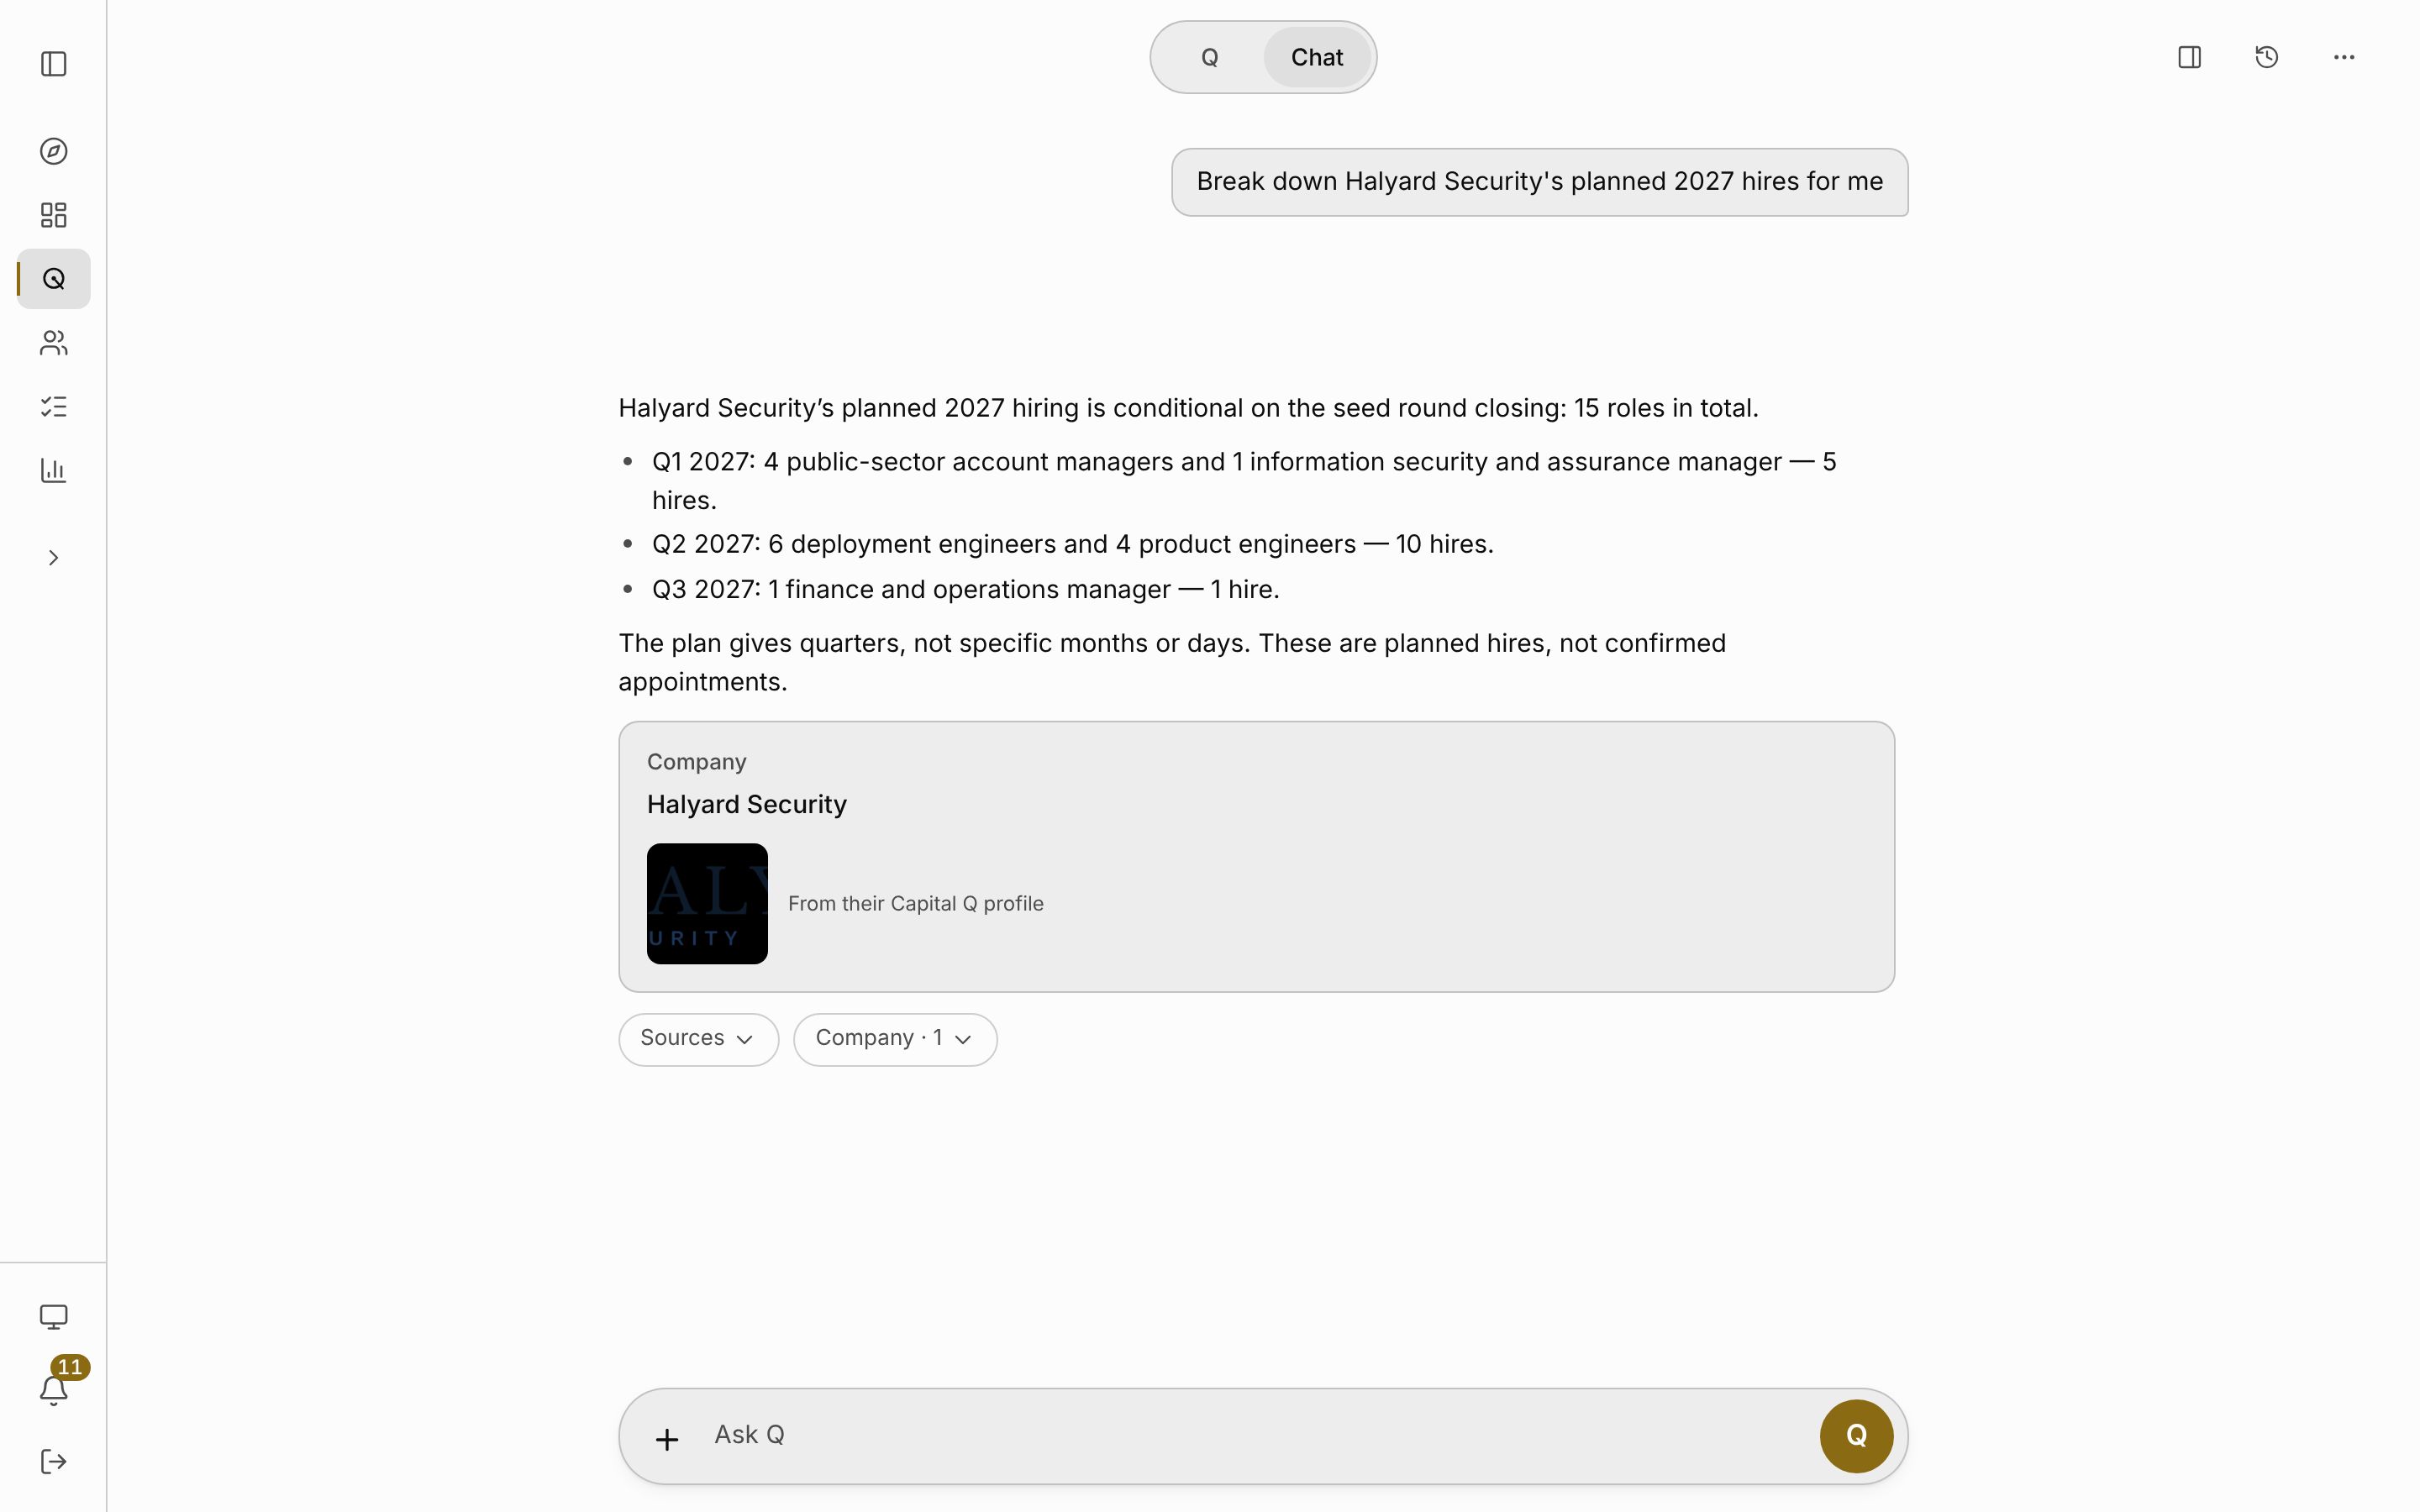 Q
Chat
Break down Halyard Security's planned 2027 hires for me
Halyard Security’s planned 2027 hiring is conditional on the seed round closing: 15 roles in total.
• Q1 2027: 4 public-sector account managers and 1 information security and assurance manager — 5
hires.
• Q2 2027: 6 deployment engineers and 4 product engineers — 10 hires.
• Q3 2027: 1 finance and operations manager — 1 hire.
The plan gives quarters, not specific months or days. These are planned hires, not confirmed
appointments.
Company
Halyard Security
ALY
URITY
From their Capital Q profile
Sources
Company · 1
11
Ask Q
Q